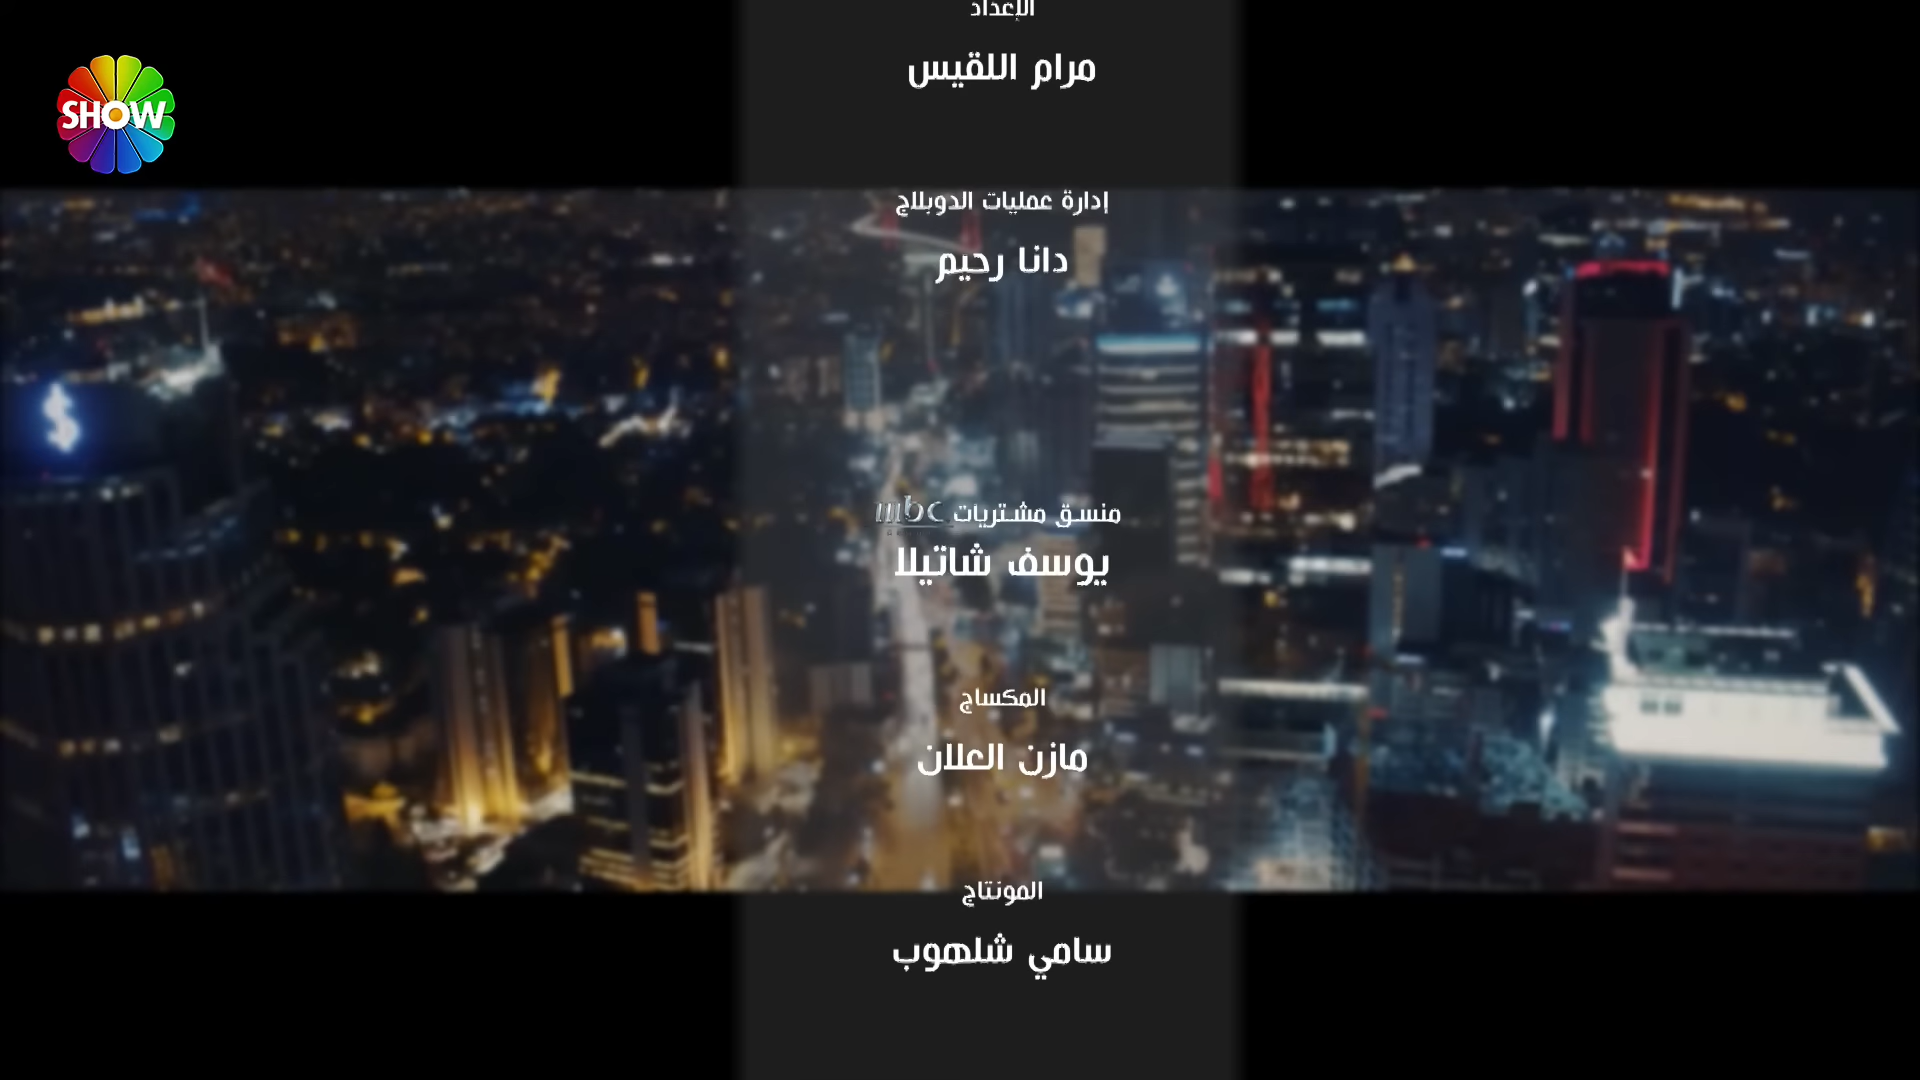 الإعداد
مرام اللقيس
SHOW
إدارة عمليات الدوبلاج
دانا رحيم
منسق مشتريات mbc
يوسف شاتيلا
المكساج
مازن العلان
المونتاج
سامي شلهوب